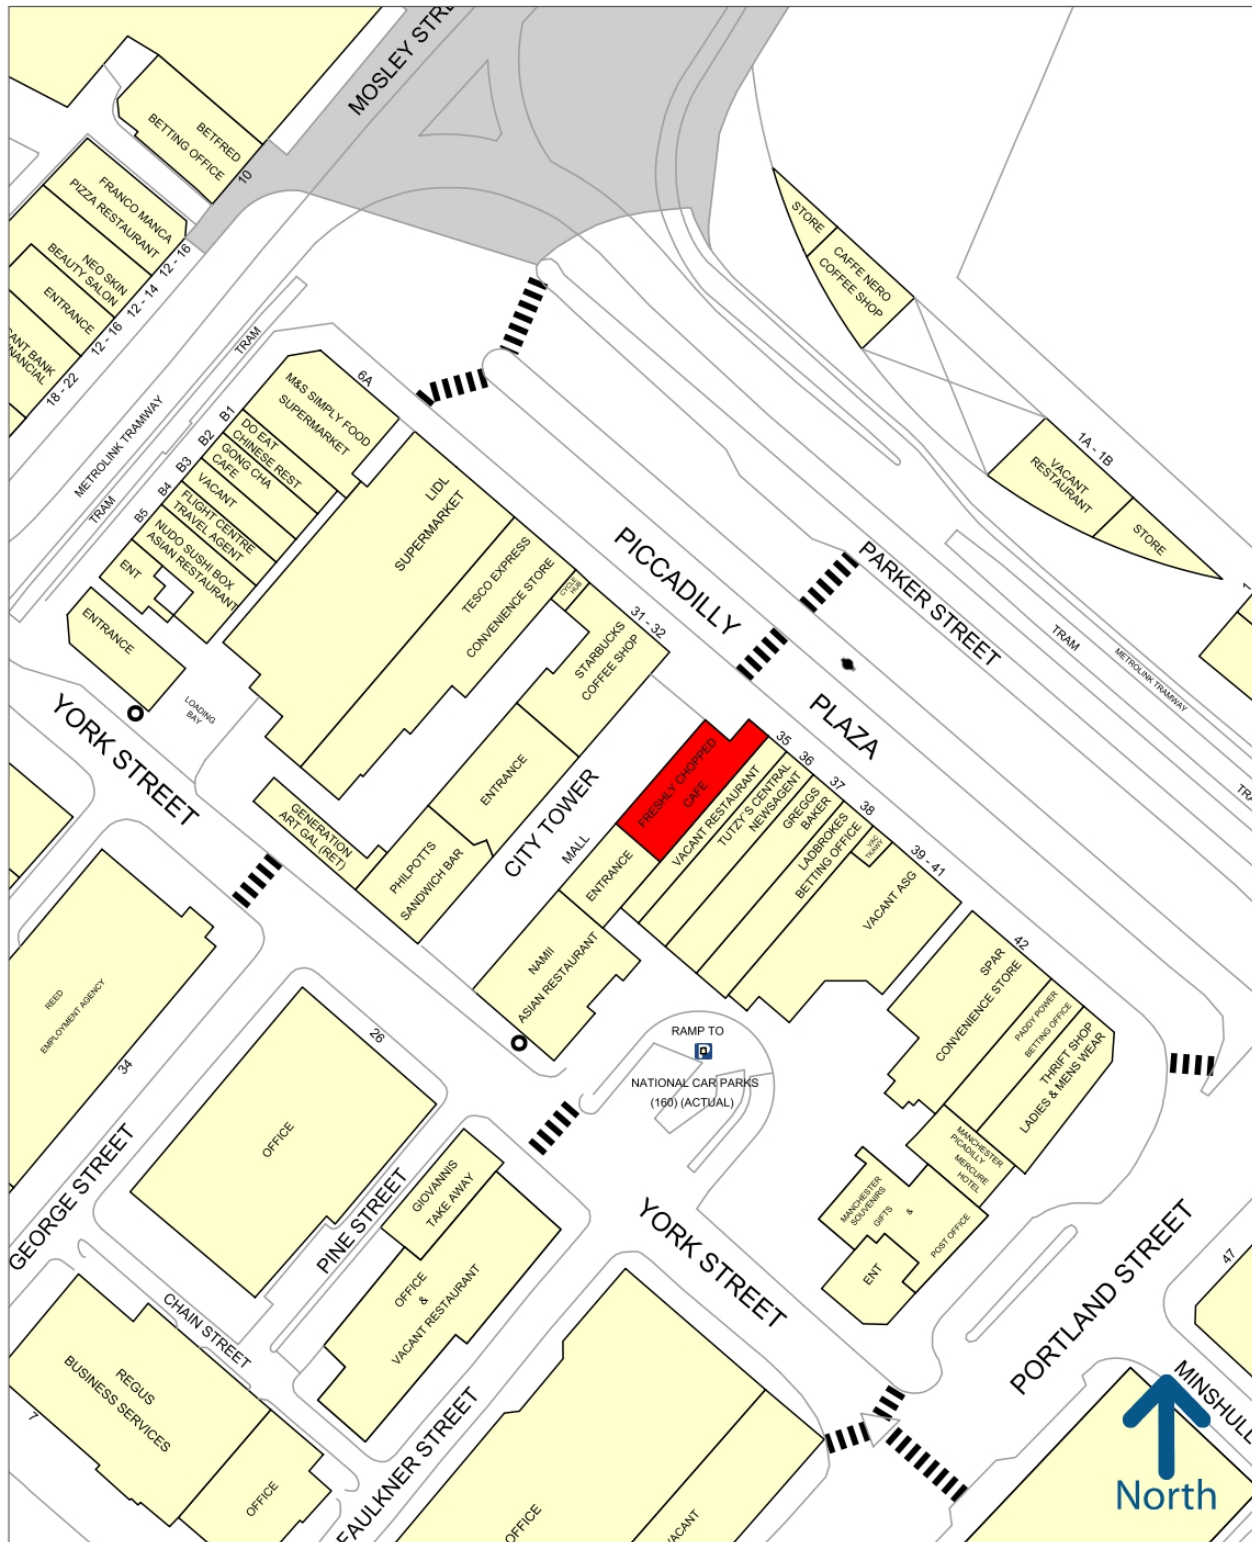 MOSLEY STRE
BETFRED
BETTING OFFICE
10
FRANCO MANCA
PIZZA RESTAURANT
12 - 16
NEO SKIN
BEAUTY SALON
12 - 14
ENTRANCE
12 - 16
CANT BANK
NANCIAL
18 - 22
STORE
CAFFE NERO
COFFEE SHOP
TRAM
METROLINK TRAMWAY
TRAM
6A
M&S SIMPLY FOOD
SUPERMARKET
B1
DO EAT
CHINESE REST
B2
GONG CHA
CAFE
B3
VACANT
B4
FLIGHT CENTRE
TRAVEL AGENT
B5
NUDO SUSHI BOX
ASIAN RESTAURANT
ENT
ENTRANCE
LOADING
BAY
LIDL
SUPERMARKET
TESCO EXPRESS
CONVENIENCE STORE
CYCLE
HUB
31 - 32
STARBUCKS
COFFEE SHOP
ENTRANCE
1A - 1B
VACANT
RESTAURANT
STORE
PICCADILLY
PLAZA
PARKER STREET
TRAM
METROLINK TRAMWAY
TRA
1
YORK STREET
GENERATION
ART GAL (RET)
PHILPOTTS
SANDWICH BAR
CITY TOWER
MALL
FRESHLY CHOPPED
CAFE
ENTRANCE
35
VACANT RESTAURANT
36
TUTZY'S CENTRAL
NEWSAGENT
37
GREGGS
BAKER
38
LADBROKES
BETTING OFFICE
VAC
TKAWY
39 - 41
VACANT ASG
NAMII
ASIAN RESTAURANT
42
SPAR
CONVENIENCE STORE
PADDY POWER
BETTING OFFICE
THRIFT SHOP
LADIES & MENS WEAR
MANCHESTER
PICADILLY
MERCURE
HOTEL
MANCHESTER
SOUVENIRS
GIFTS
&
POST OFFICE
ENT
RAMP TO
P
NATIONAL CAR PARKS
(160) (ACTUAL)
REED
EMPLOYMENT AGENCY
34
26
OFFICE
GEORGE STREET
PINE STREET
GIOVANNIS
TAKE AWAY
OFFICE
&
VACANT RESTAURANT
YORK STREET
CHAIN STREET
REGUS
BUSINESS SERVICES
7
OFFICE
FAULKNER STREET
OFFICE
VACANT
PORTLAND STREET
47
MINSHULL
North